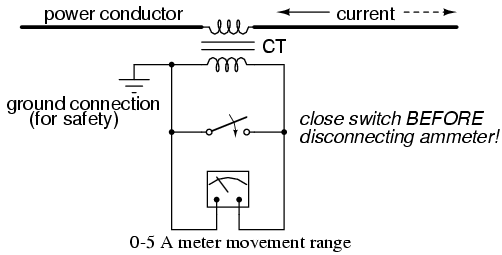 power conductor
current
CT
ground connection
(for safety)
close switch BEFORE
disconnecting ammeter!
0-5 A meter movement range